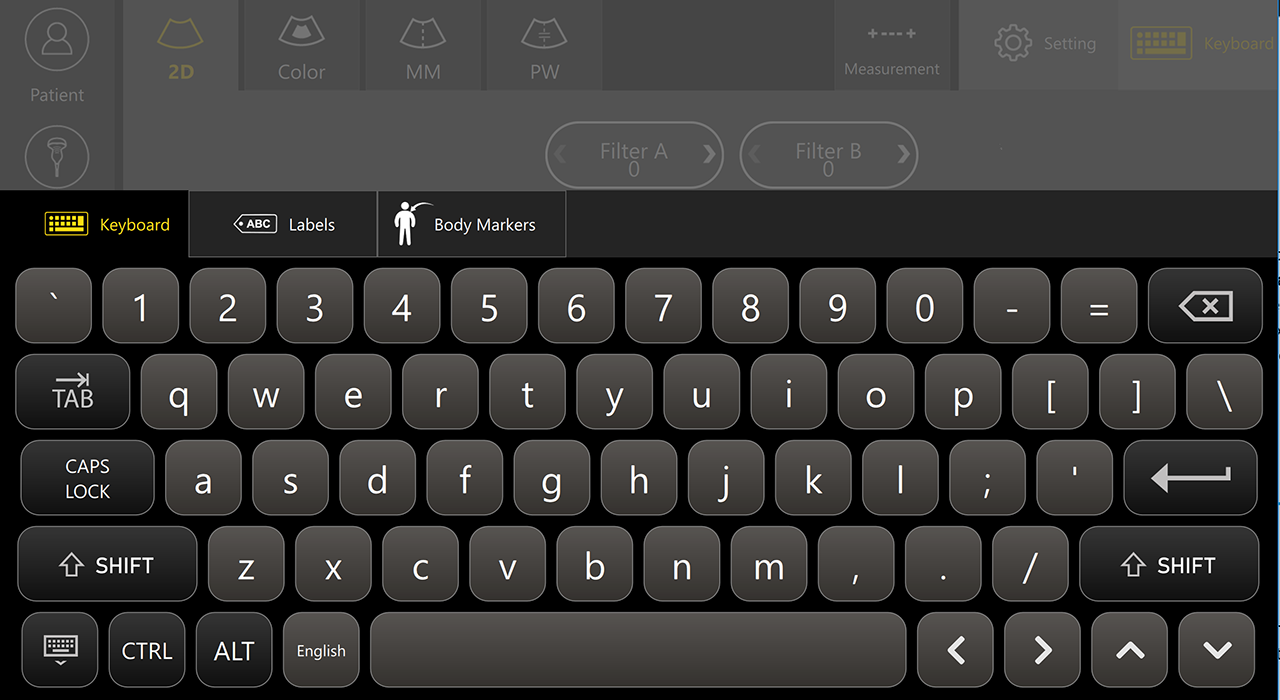 Patient
2D
Color
MM
PW
Measurement
Setting
Keyboard
Filter A
0
Filter B
0
Keyboard
ABC
Labels
Body Markers
` 1 2 3 4 5 6 7 8 9 0 - =
TAB q w e r t y u i o p [ ] \
CAPS
LOCK
a s d f g h j k l ; '
SHIFT z x c v b n m , . / SHIFT
CTRL ALT English